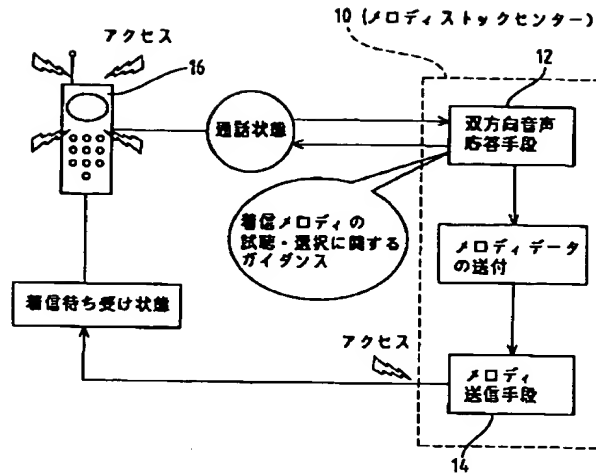 10 (メロディストックセンター)
アクセス
16
12
通話状態
双方向音声
応答手段
着信メロディの
試聴・選択に関する
ガイダンス
メロディデータ
の送付
着信待ち受け状態
アクセス
メロディ
送信手段
14